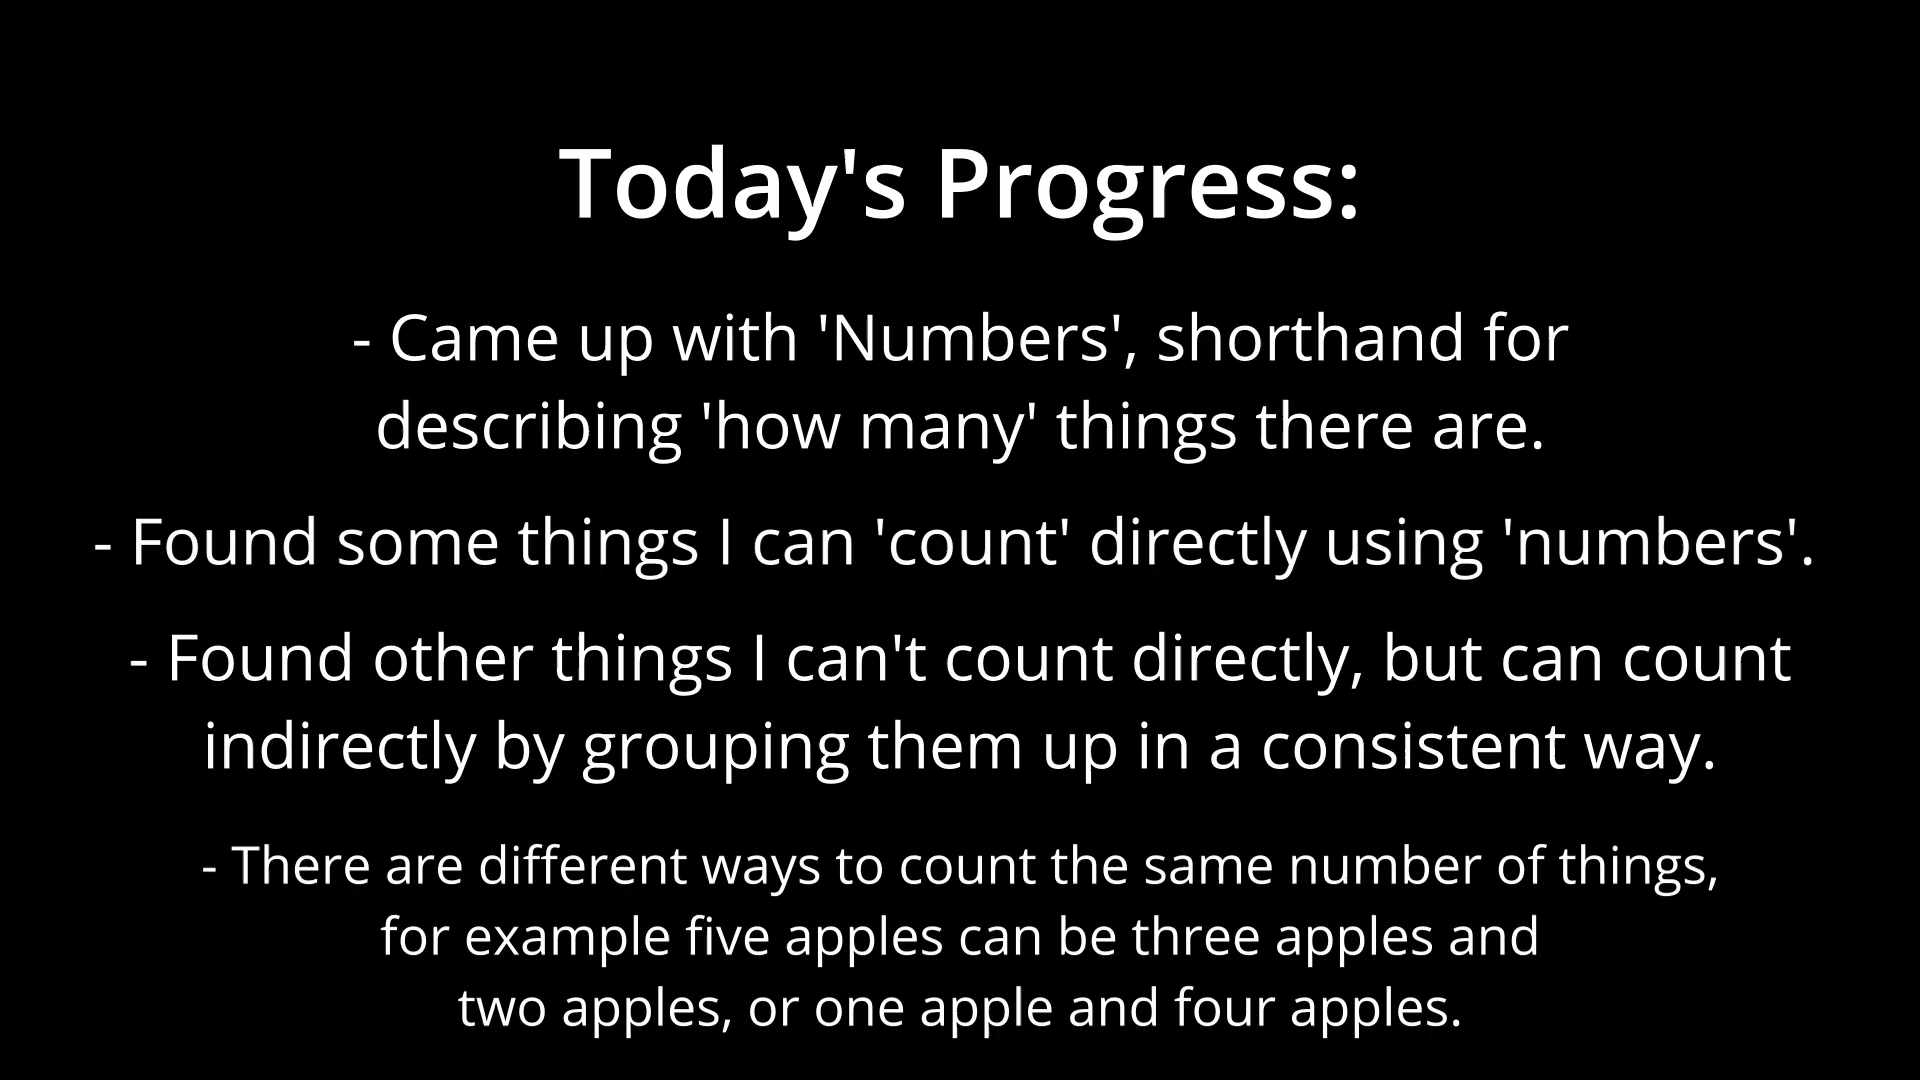 Today's Progress:
- Came up with 'Numbers', shorthand for
describing 'how many' things there are.
- Found some things I can 'count' directly using 'numbers'.
- Found other things I can't count directly, but can count
indirectly by grouping them up in a consistent way.
- There are different ways to count the same number of things,
for example five apples can be three apples and
two apples, or one apple and four apples.